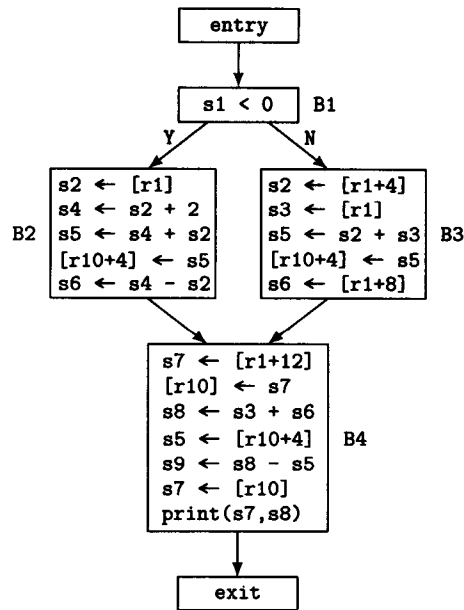 entry
s1 < 0 B1
Y N
s2 ← [r1]
s4 ← s2 + 2
s5 ← s4 + s2
B2
[r10+4] ← s5
s6 ← s4 - s2
s2 ← [r1+4]
s3 ← [r1]
s5 ← s2 + s3
B3
[r10+4] ← s5
s6 ← [r1+8]
s7 ← [r1+12]
[r10] ← s7
s8 ← s3 + s6
s5 ← [r10+4]
B4
s9 ← s8 - s5
s7 ← [r10]
print(s7,s8)
exit